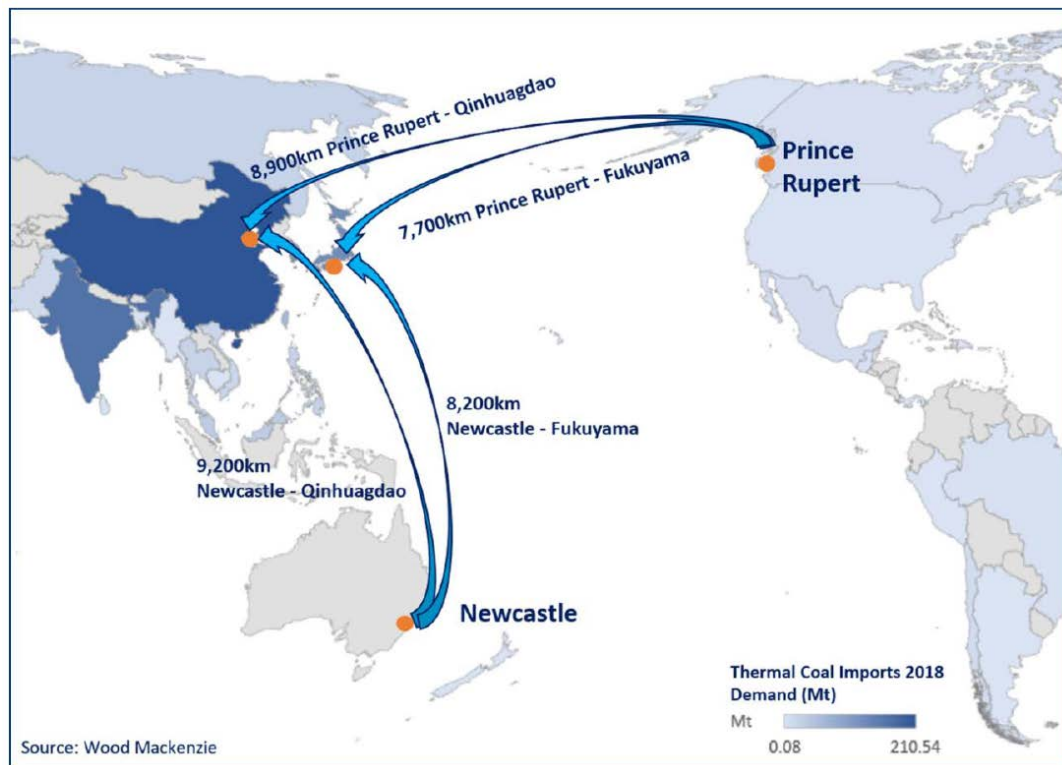 8,900km Prince Rupert - Qinhuagdao
7,700km Prince Rupert - Fukuyama
Prince
Rupert
8,200km
Newcastle - Fukuyama
9,200km
Newcastle - Qinhuagdao
Newcastle
Thermal Coal Imports 2018
Demand (Mt)
Mt
0.08 210.54
Source: Wood Mackenzie